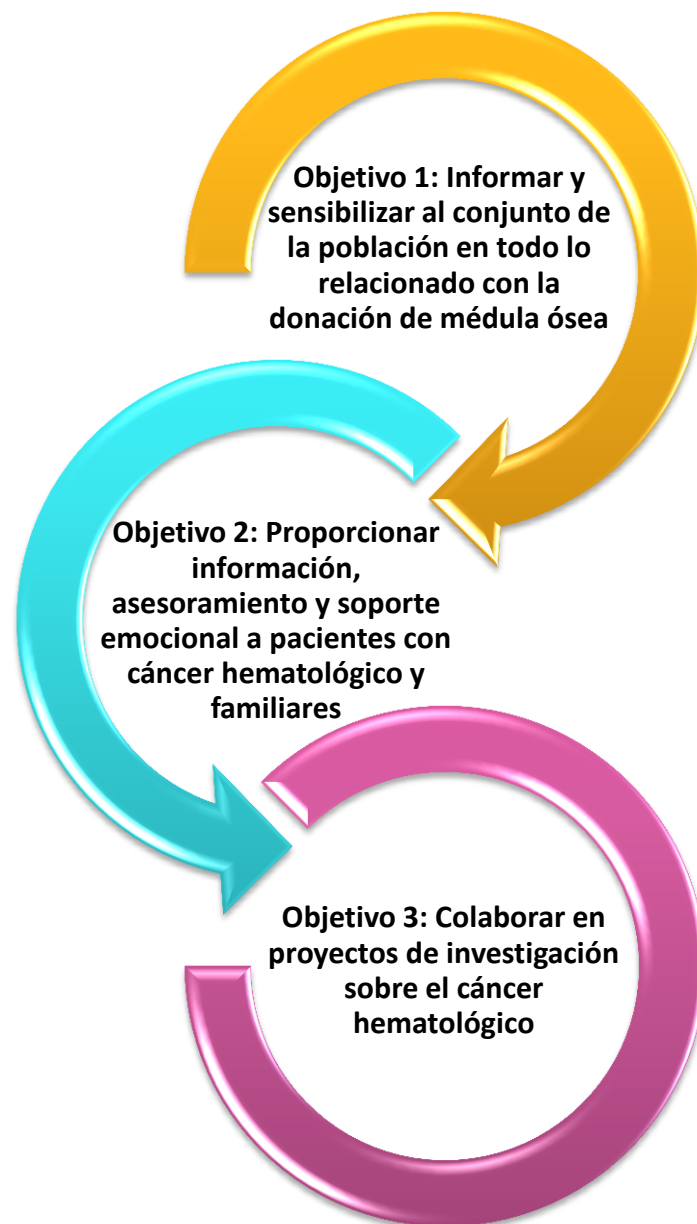 Objetivo 1: Informar y
sensibilizar al conjunto de
la población en todo lo
relacionado con la
donación de médula ósea
Objetivo 2: Proporcionar
información,
asesoramiento y soporte
emocional a pacientes con
cáncer hematológico y
familiares
Objetivo 3: Colaborar en
proyectos de investigación
sobre el cáncer
hematológico